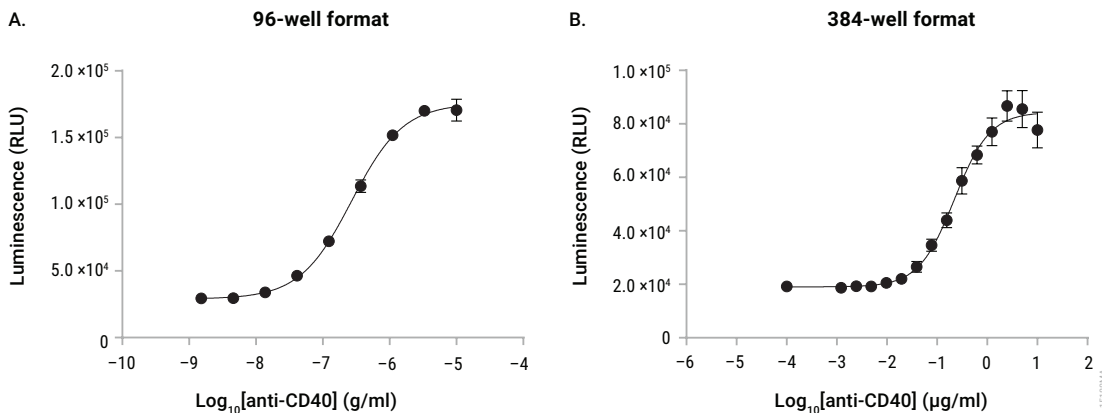 A.
96-well format
Luminescence (RLU)
2.0 ×10⁵
1.5 ×10⁵
1.0 ×10⁵
5.0 ×10⁴
0
−10 −9 −8 −7 −6 −5 −4
Log₁₀[anti-CD40] (g/ml)
B.
384-well format
Luminescence (RLU)
1.0 ×10⁵
8.0 ×10⁴
6.0 ×10⁴
4.0 ×10⁴
2.0 ×10⁴
0
−6 −5 −4 −3 −2 −1 0 1 2
Log₁₀[anti-CD40] (μg/ml)